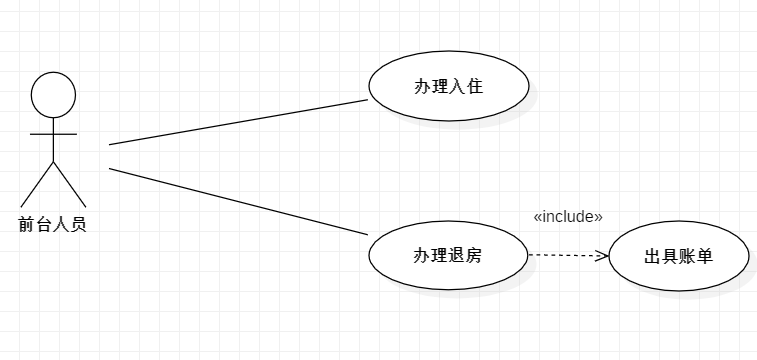 办理入住
前台人员
«include»
办理退房
出具账单